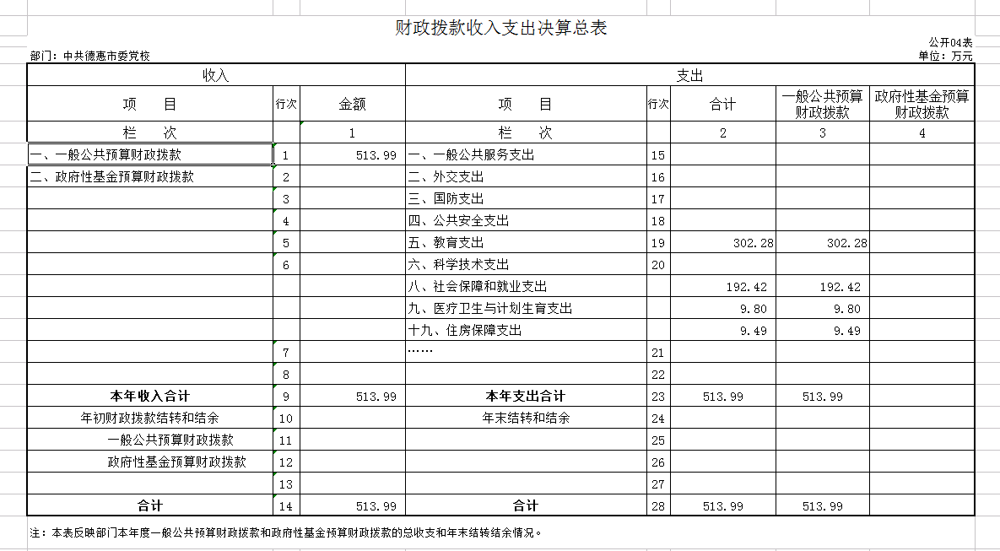 财政拨款收入支出决算总表
公开04表
部门：中共德惠市委党校 单位：万元
收入 支出
项 目 行次 金额 项 目 行次 合计 一般公共预算财政拨款 政府性基金预算财政拨款
栏 次 1 栏 次 2 3 4
一、一般公共预算财政拨款 1 513.99 一、一般公共服务支出 15
二、政府性基金预算财政拨款 2 二、外交支出 16
3 三、国防支出 17
4 四、公共安全支出 18
5 五、教育支出 19 302.28 302.28
6 六、科学技术支出 20
八、社会保障和就业支出 192.42 192.42
九、医疗卫生与计划生育支出 9.80 9.80
十九、住房保障支出 9.49 9.49
7 …… 21
8 22
本年收入合计 9 513.99 本年支出合计 23 513.99 513.99
年初财政拨款结转和结余 10 年末结转和结余 24
一般公共预算财政拨款 11 25
政府性基金预算财政拨款 12 26
13 27
合计 14 513.99 合计 28 513.99 513.99
注：本表反映部门本年度一般公共预算财政拨款和政府性基金预算财政拨款的总收支和年末结转结余情况。